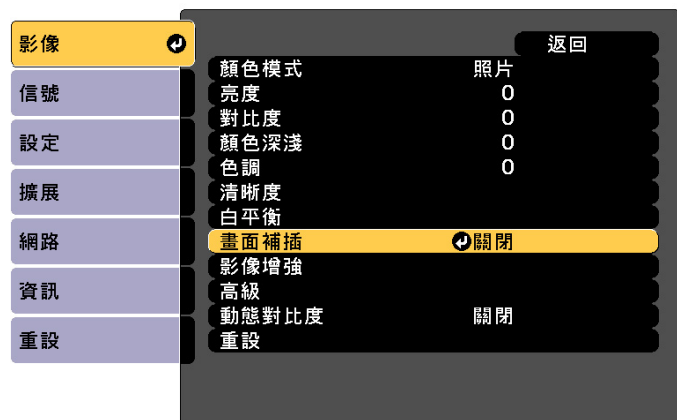 影像
信號
設定
擴展
網路
資訊
重設
返回
顏色模式 照片
亮度 0
對比度 0
顏色深淺 0
色調 0
清晰度
白平衡
畫面補插 關閉
影像增強
高級
動態對比度 關閉
重設